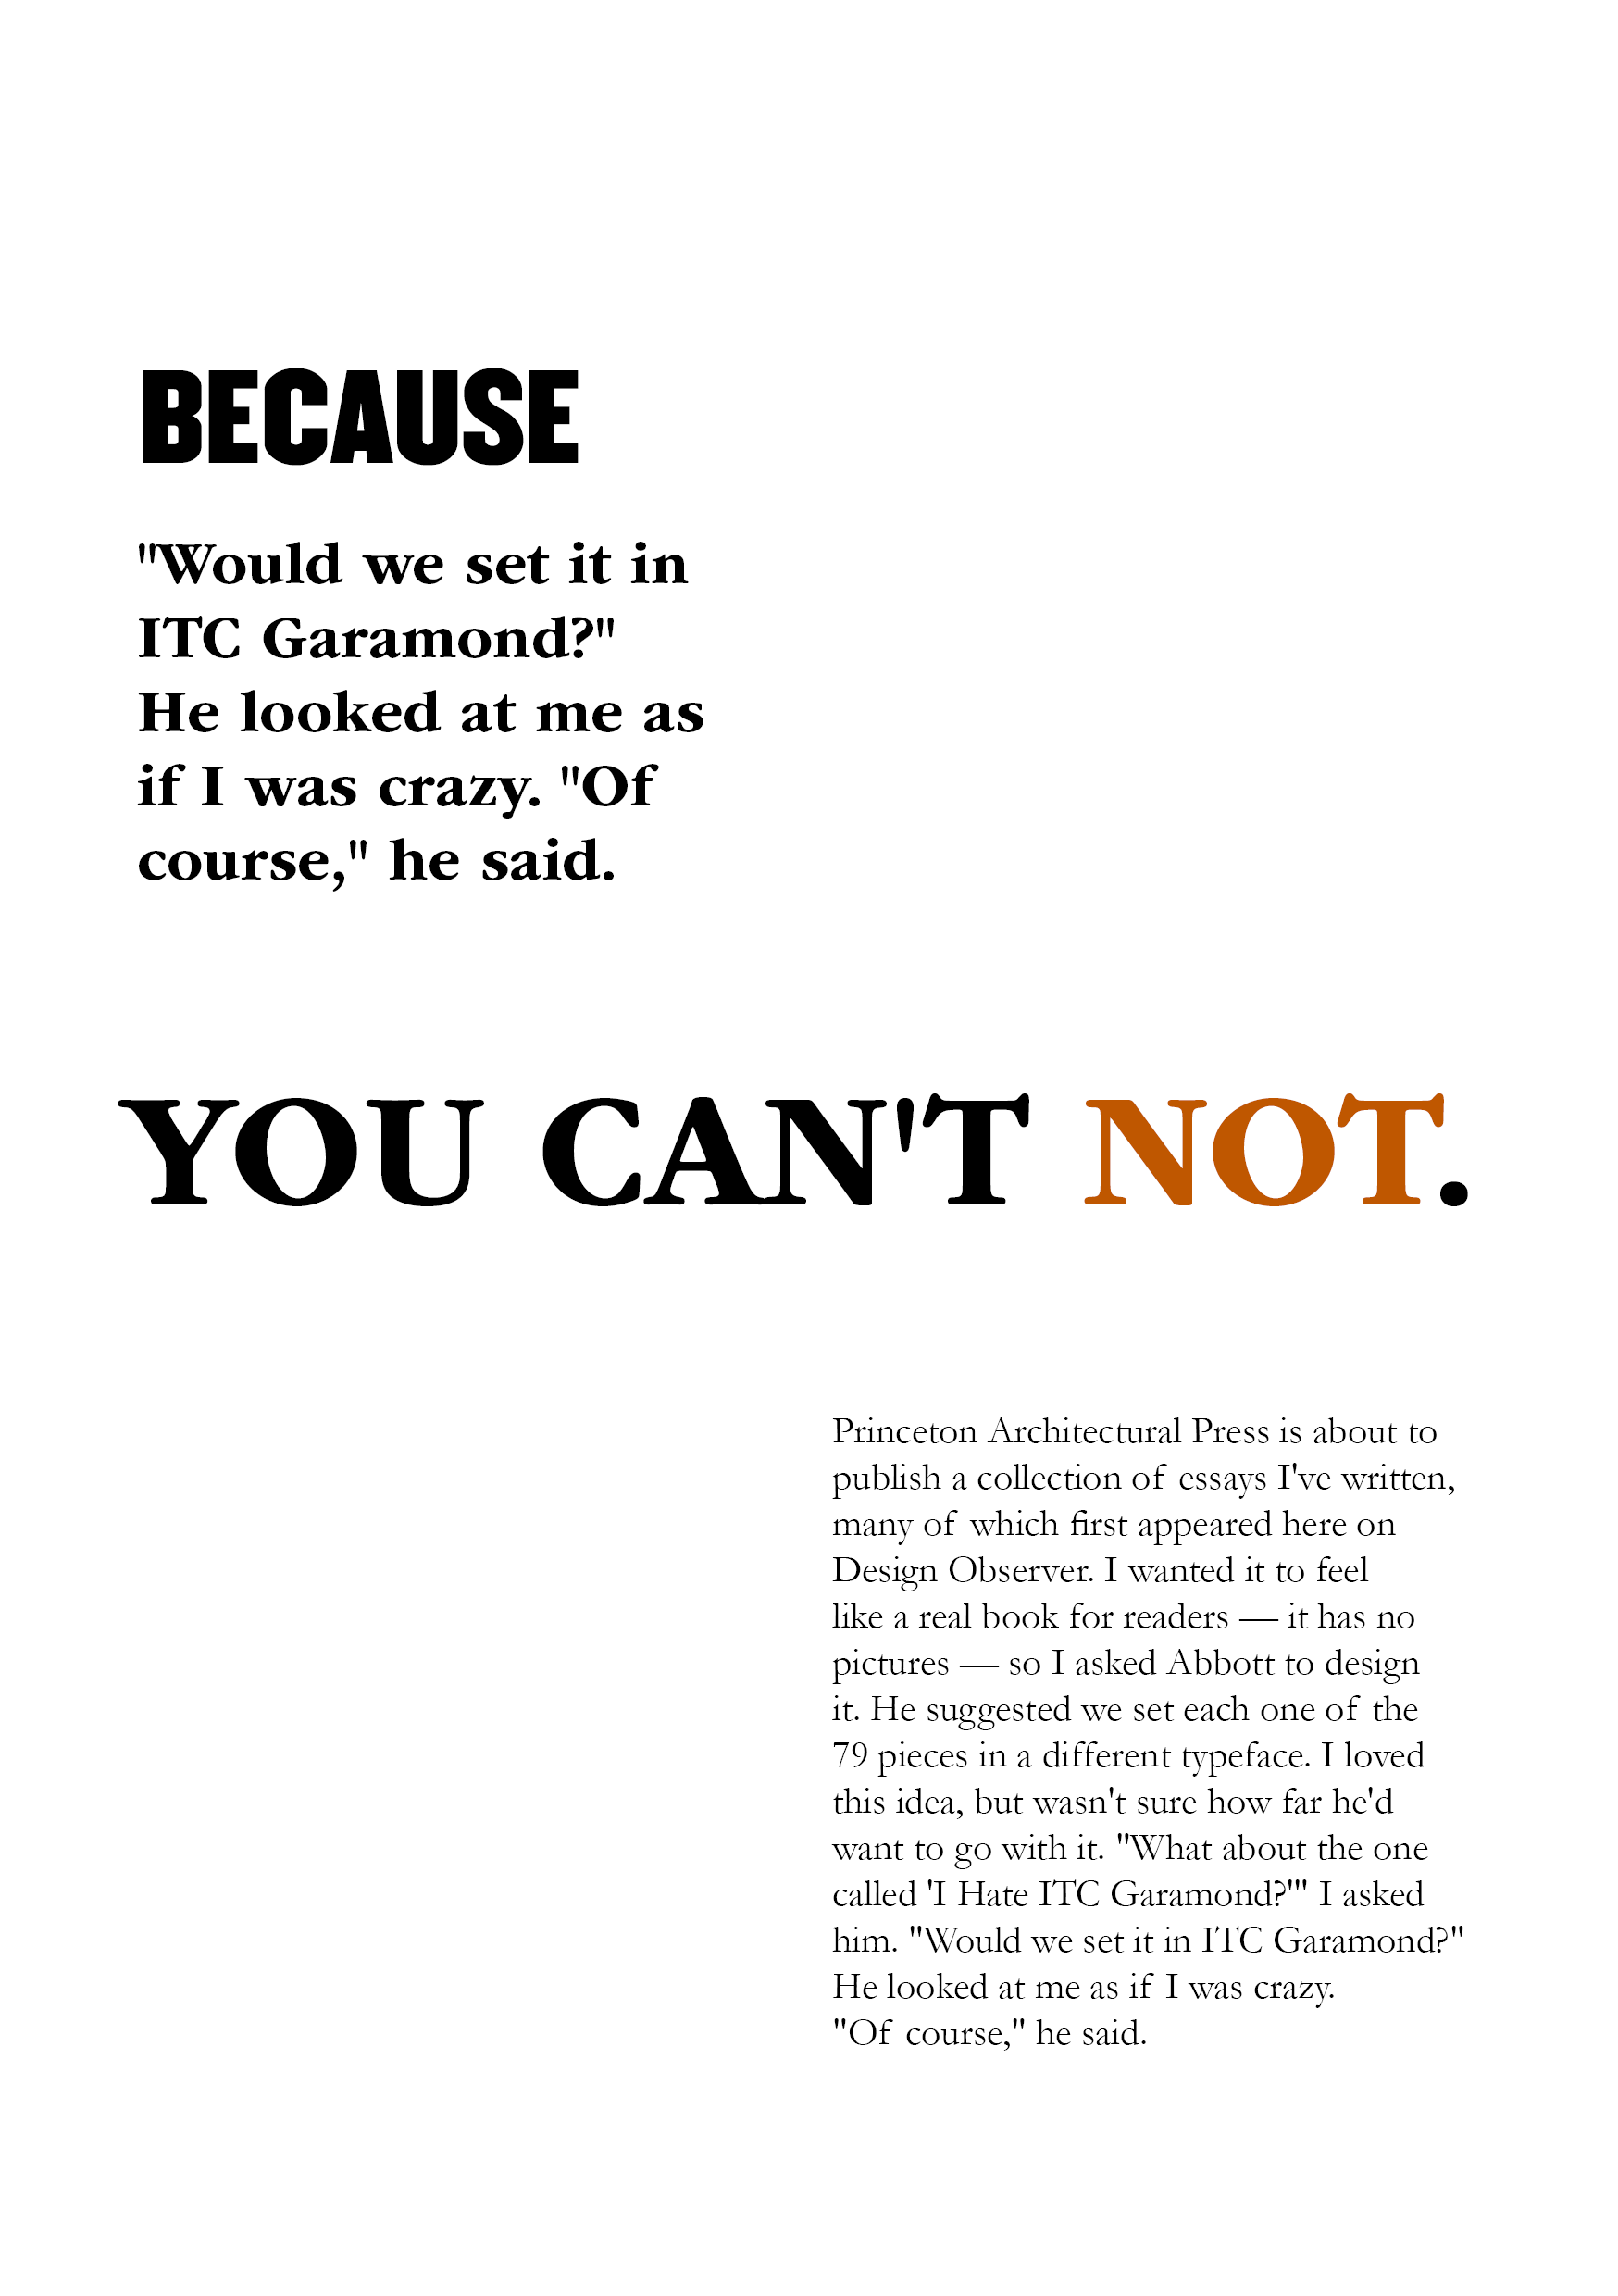 BECAUSE
"Would we set it in
ITC Garamond?"
He looked at me as
if I was crazy. "Of
course," he said.
YOU CAN'T NOT.
Princeton Architectural Press is about to
publish a collection of essays I've written,
many of which first appeared here on
Design Observer. I wanted it to feel
like a real book for readers — it has no
pictures — so I asked Abbott to design
it. He suggested we set each one of the
79 pieces in a different typeface. I loved
this idea, but wasn't sure how far he'd
want to go with it. "What about the one
called 'I Hate ITC Garamond?'" I asked
him. "Would we set it in ITC Garamond?"
He looked at me as if I was crazy.
"Of course," he said.